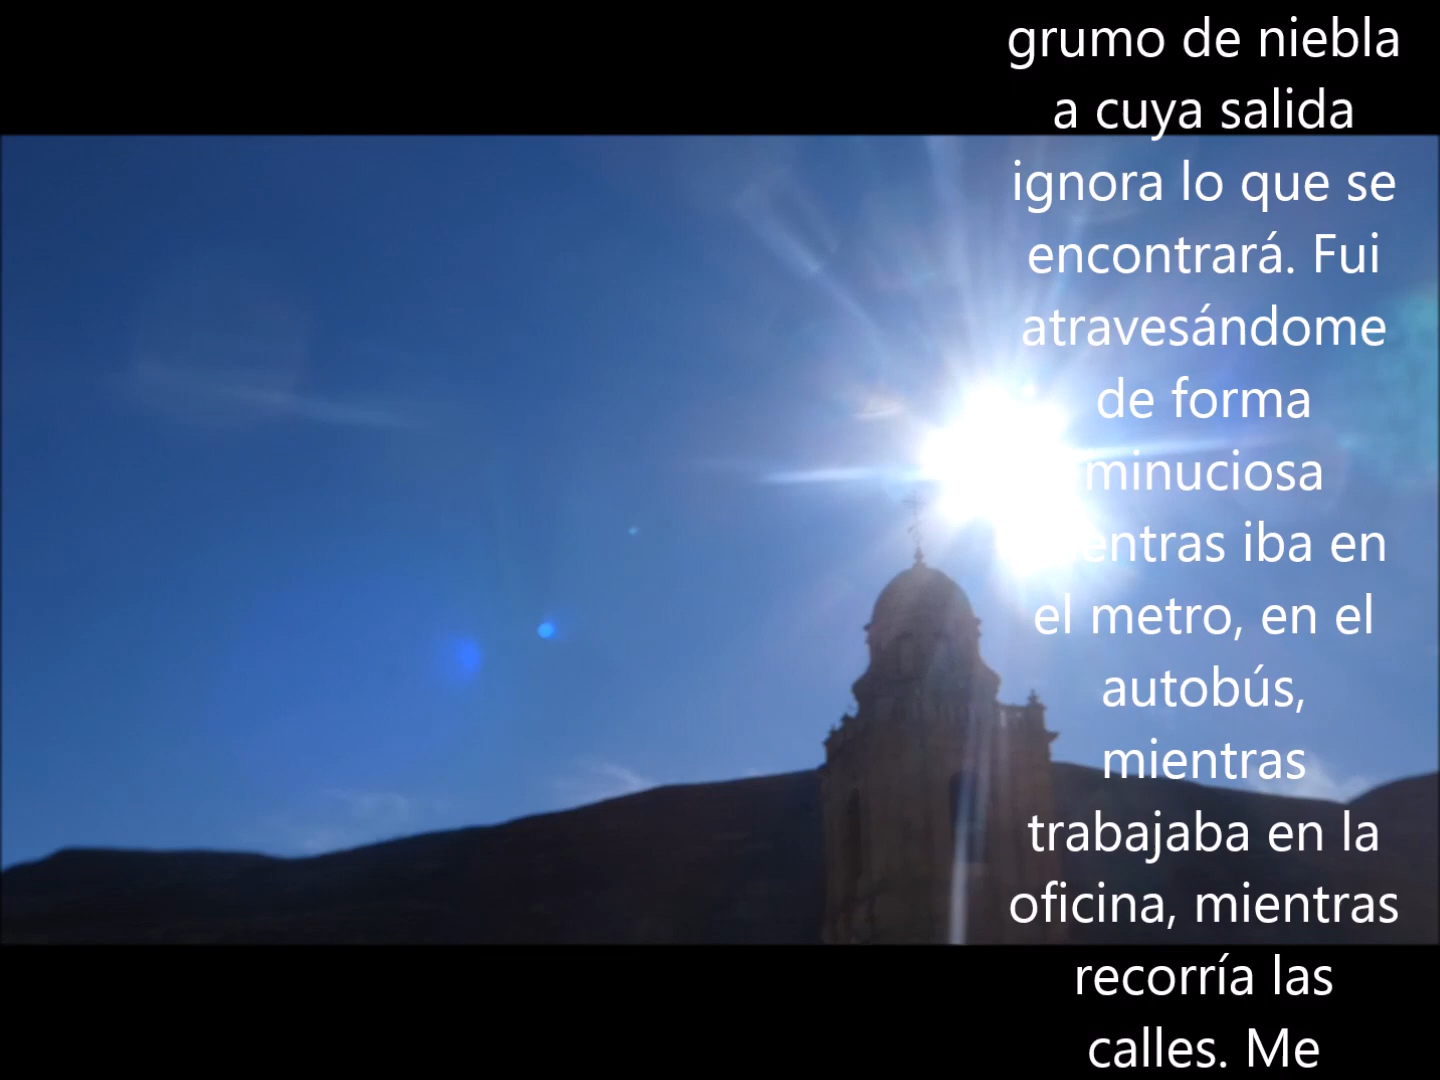 grumo de niebla
a cuya salida
ignora lo que se
encontrará. Fui
atravesándome
de forma
minuciosa
mientras iba en
el metro, en el
autobús,
mientras
trabajaba en la
oficina, mientras
recorría las
calles. Me